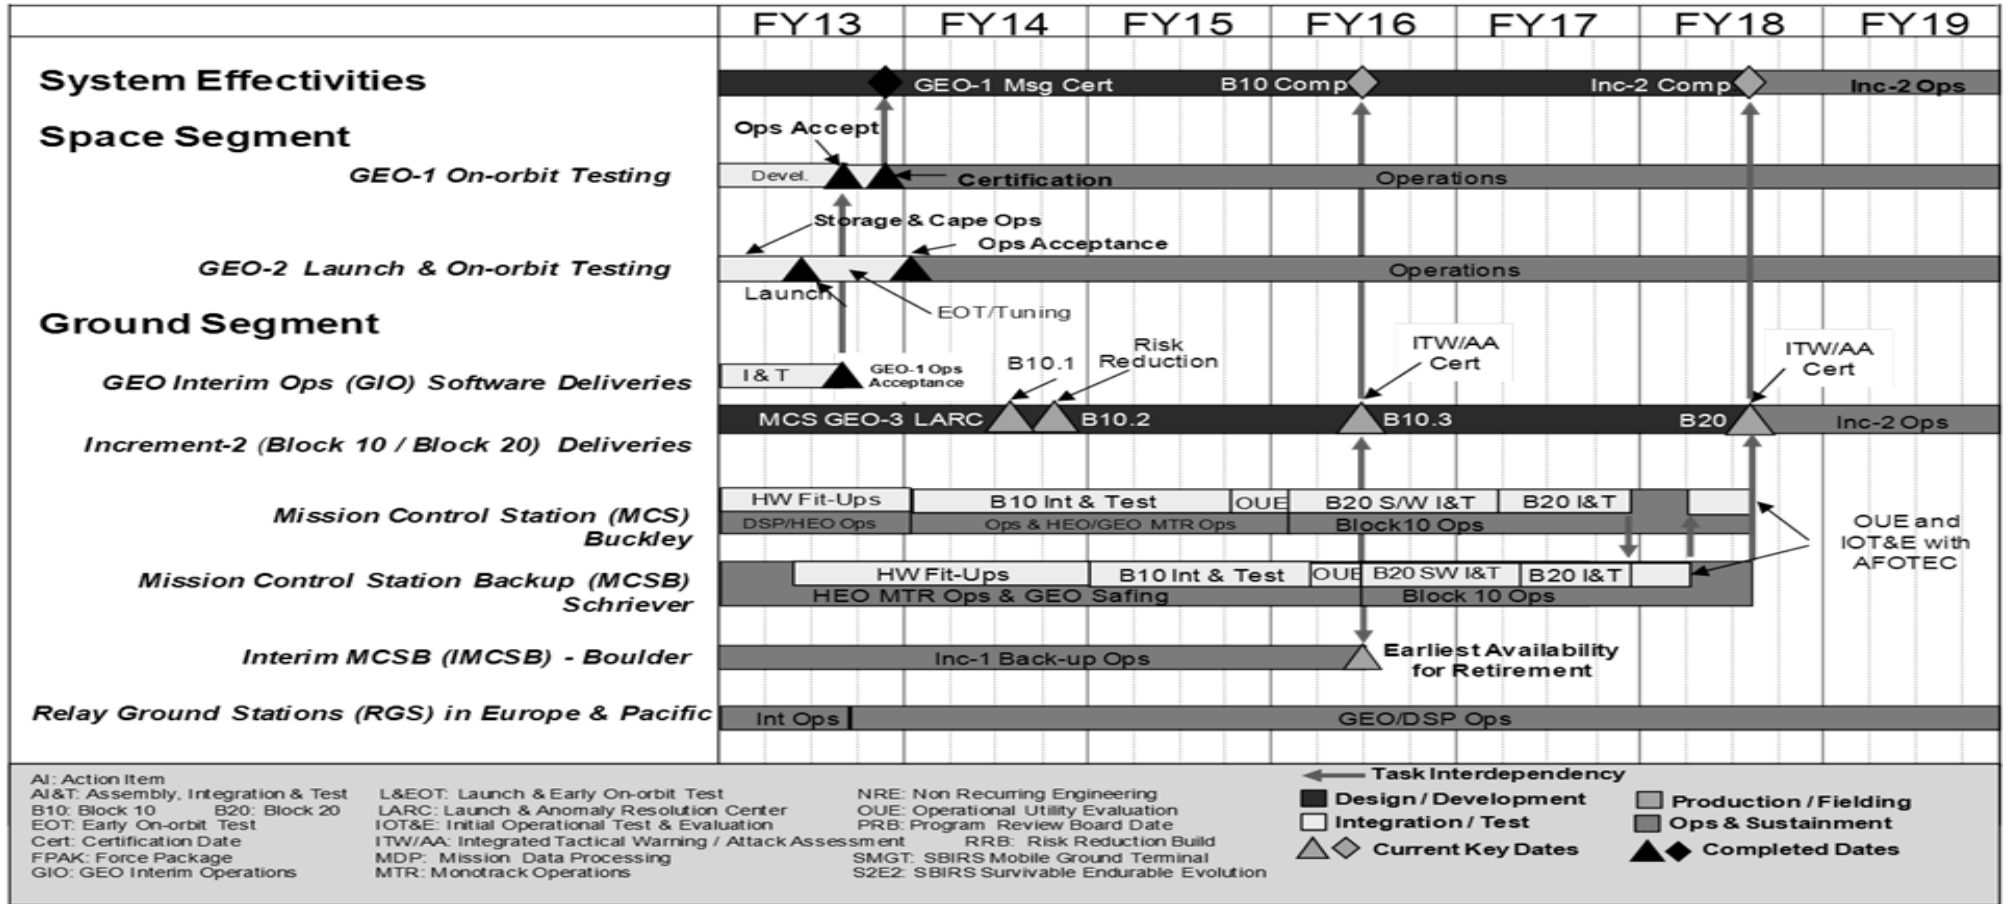 FY13 FY14 FY15 FY16 FY17 FY18 FY19
System Effectivities
GEO-1 Msg Cert B10 Comp Inc-2 Comp Inc-2 Ops
Space Segment
Ops Accept
GEO-1 On-orbit Testing
Devel. Certification Operations
Storage & Cape Ops
Ops Acceptance
GEO-2 Launch & On-orbit Testing
Operations
Launch
EOT/Tuning
Ground Segment
GEO Interim Ops (GIO) Software Deliveries
I & T
GEO-1 Ops
Acceptance
B10.1
Risk
Reduction
ITW/AA
Cert
ITW/AA
Cert
MCS GEO-3 LARC B10.2 B10.3 B20 Inc-2 Ops
Increment-2 (Block 10 / Block 20) Deliveries
HW Fit-Ups B10 Int & Test OUE B20 S/W I&T B20 I&T
Mission Control Station (MCS)
Buckley
DSP/HEO Ops Ops & HEO/GEO MTR Ops Block10 Ops
OUE and
IOT&E with
AFOTEC
HW Fit-Ups B10 Int & Test OUE B20 SW I&T B20 I&T
Mission Control Station Backup (MCSB)
Schriever
HEO MTR Ops & GEO Safing Block 10 Ops
Interim MCSB (IMCSB) - Boulder
Inc-1 Back-up Ops
Earliest Availability
for Retirement
Relay Ground Stations (RGS) in Europe & Pacific
Int Ops GEO/DSP Ops
AI: Action Item
AI&T: Assembly, Integration & Test L&EOT: Launch & Early On-orbit Test NRE: Non Recurring Engineering
B10: Block 10 B20: Block 20 LARC: Launch & Anomaly Resolution Center OUE: Operational Utility Evaluation
EOT: Early On-orbit Test IOT&E: Initial Operational Test & Evaluation PRB: Program Review Board Date
Cert: Certification Date ITW/AA: Integrated Tactical Warning / Attack Assessment RRB: Risk Reduction Build
FPAK: Force Package MDP: Mission Data Processing SMGT: SBIRS Mobile Ground Terminal
GIO: GEO Interim Operations MTR: Monotrack Operations S2E2: SBIRS Survivable Endurable Evolution
Task Interdependency
Design / Development Production / Fielding
Integration / Test Ops & Sustainment
Current Key Dates Completed Dates